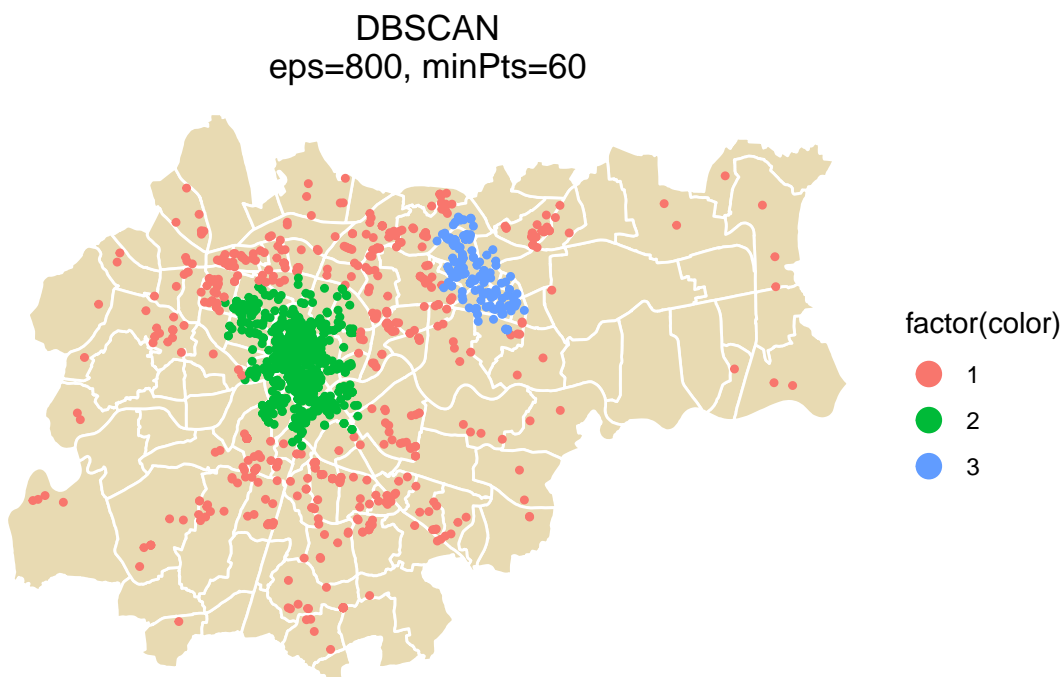 DBSCAN
eps=800, minPts=60
factor(color)
1
2
3